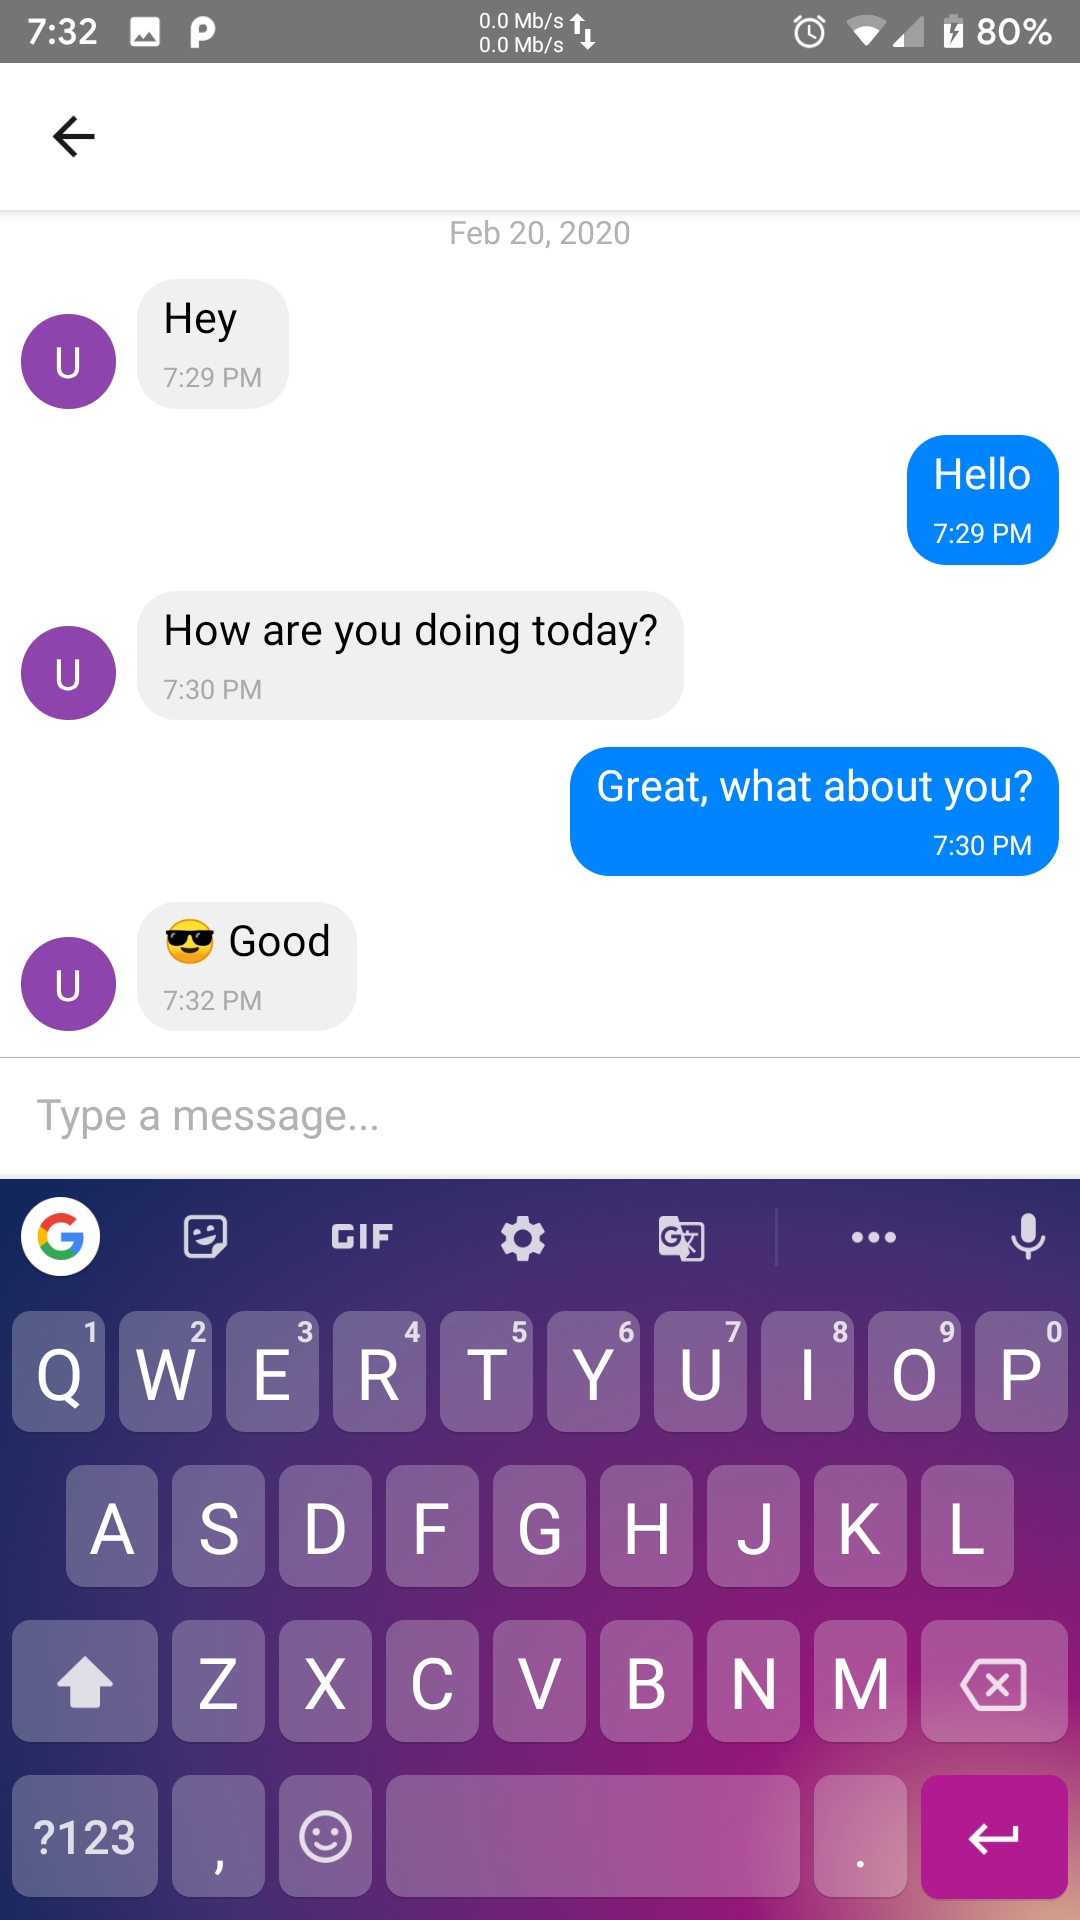 7:32
0.0 Mb/s
0.0 Mb/s
80%
Feb 20, 2020
Hey
7:29 PM
U
Hello
7:29 PM
How are you doing today?
7:30 PM
U
Great, what about you?
7:30 PM
😎 Good
7:32 PM
U
Type a message...
G GIF G文
1 2 3 4 5 6 7 8 9 0
Q W E R T Y U I O P
A S D F G H J K L
Z X C V B N M
?123 , .